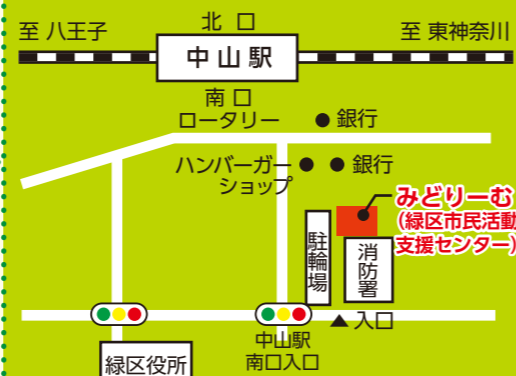 北口
至 八王子
至 東神奈川
中山駅
南口
ロータリー
銀行
ハンバーガー
ショップ
銀行
みどりーむ
(緑区市民活動
支援センター)
駐輪場
消防署
入口
中山駅
南口入口
緑区役所